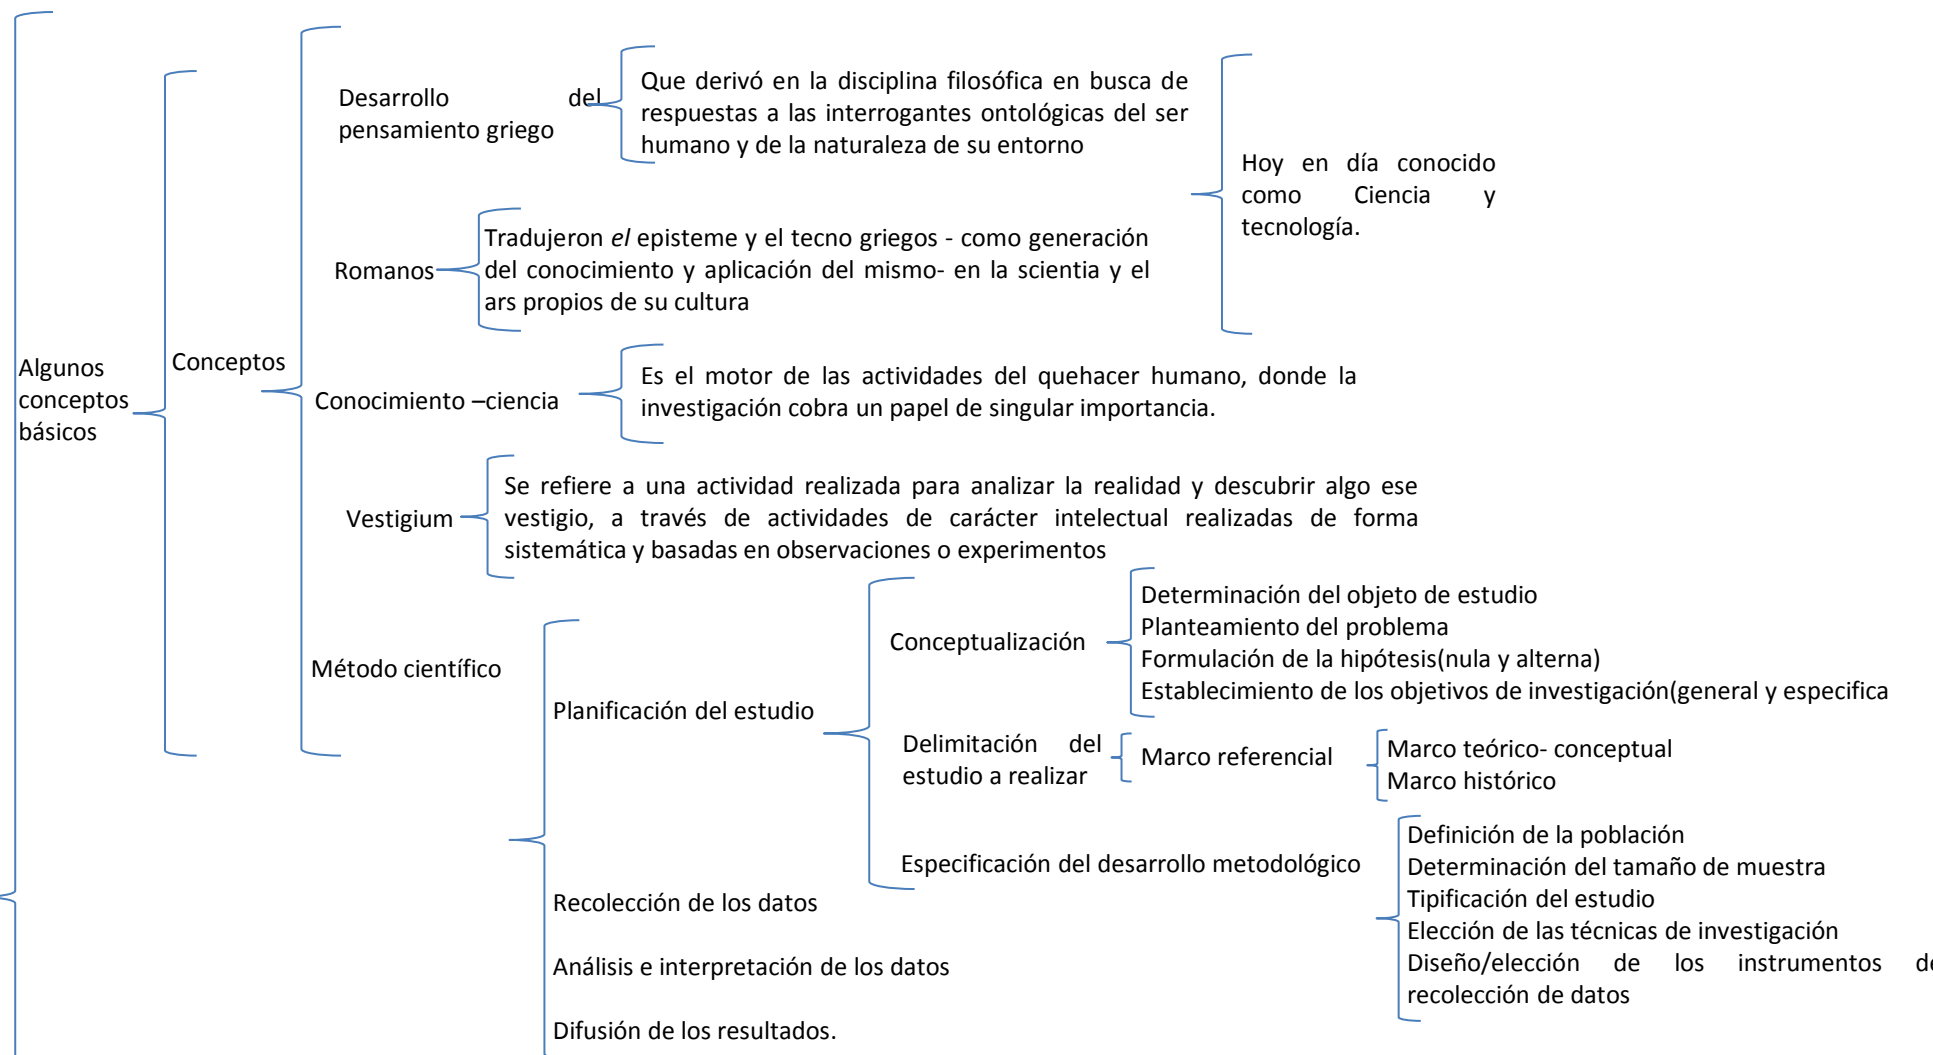 Algunos
conceptos
básicos
Conceptos
Desarrollo del
pensamiento griego
Que derivó en la disciplina filosófica en busca de
respuestas a las interrogantes ontológicas del ser
humano y de la naturaleza de su entorno
Romanos
Tradujeron el episteme y el tecno griegos - como generación
del conocimiento y aplicación del mismo- en la scientia y el
ars propios de su cultura
Hoy en día conocido
como Ciencia y
tecnología.
Conocimiento –ciencia
Es el motor de las actividades del quehacer humano, donde la
investigación cobra un papel de singular importancia.
Vestigium
Se refiere a una actividad realizada para analizar la realidad y descubrir algo ese
vestigio, a través de actividades de carácter intelectual realizadas de forma
sistemática y basadas en observaciones o experimentos
Método científico
Planificación del estudio
Conceptualización
Determinación del objeto de estudio
Planteamiento del problema
Formulación de la hipótesis(nula y alterna)
Establecimiento de los objetivos de investigación(general y especifica
Delimitación del
estudio a realizar
Marco referencial
Marco teórico- conceptual
Marco histórico
Especificación del desarrollo metodológico
Definición de la población
Determinación del tamaño de muestra
Tipificación del estudio
Elección de las técnicas de investigación
Diseño/elección de los instrumentos de
recolección de datos
Recolección de los datos
Análisis e interpretación de los datos
Difusión de los resultados.